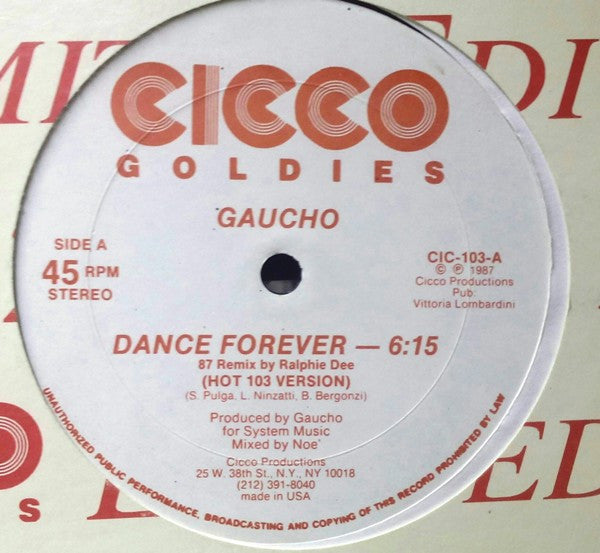 CICCO
GOLDIES
GAUCHO
SIDE A
45 RPM
STEREO
CIC-103-A
© ℗ 1987
Cicco Productions
Pub:
Vittoria Lombardini
DANCE FOREVER — 6:15
87 Remix by Ralphie Dee
(HOT 103 VERSION)
(S. Pulga, L. Ninzatti, B. Bergonzi)
Produced by Gaucho
for System Music
Mixed by Noe'
Cicco Productions
25 W. 38th St., N.Y., NY 10018
(212) 391-8040
made in USA
UNAUTHORIZED PUBLIC PERFORMANCE, BROADCASTING AND COPYING OF THIS RECORD PROHIBITED BY LAW